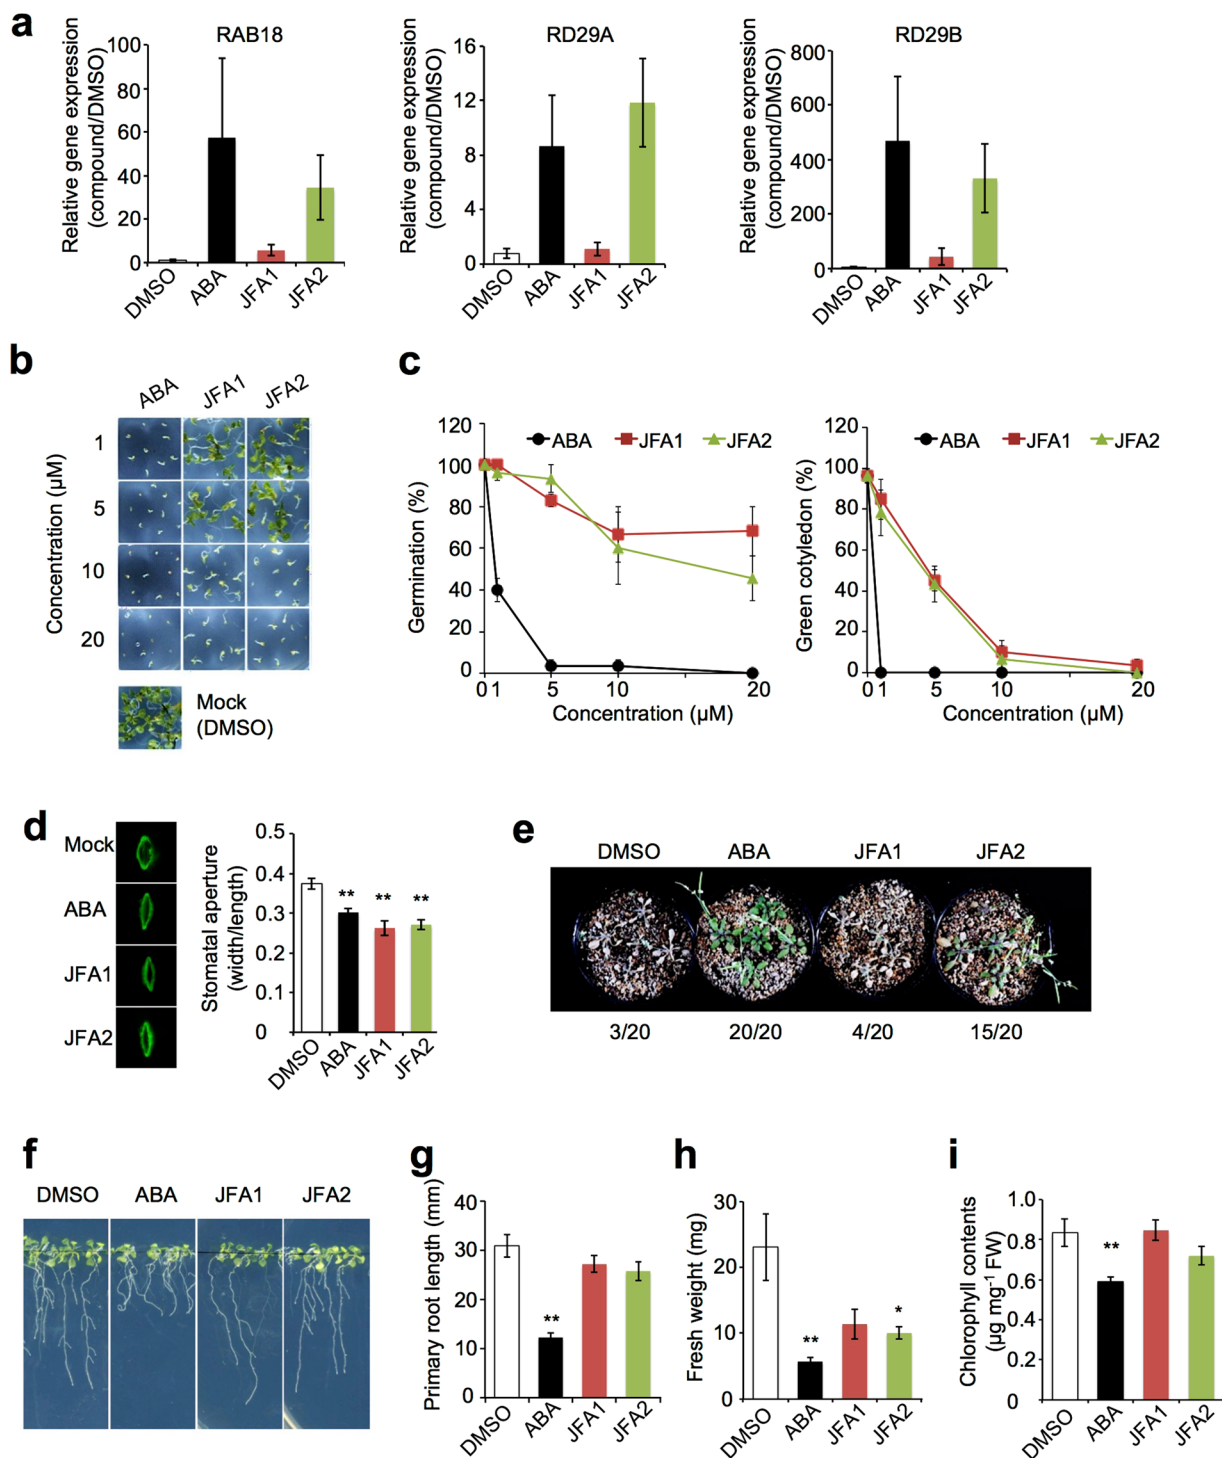 a
RAB18
Relative gene expression
(compound/DMSO)
100
80
60
40
20
0
DMSO
ABA
JFA1
JFA2
RD29A
Relative gene expression
(compound/DMSO)
16
12
8
4
0
DMSO
ABA
JFA1
JFA2
RD29B
Relative gene expression
(compound/DMSO)
800
600
400
200
0
DMSO
ABA
JFA1
JFA2
b
ABA
JFA1
JFA2
Concentration (µM)
1
5
10
20
Mock
(DMSO)
c
Germination (%)
120
100
80
60
40
20
0
ABA
JFA1
JFA2
0 1 5 10 20
Concentration (µM)
Green cotyledon (%)
120
100
80
60
40
20
0
ABA
JFA1
JFA2
0 1 5 10 20
Concentration (µM)
d
Mock
ABA
JFA1
JFA2
Stomatal aperture
(width/length)
0.5
0.4
0.3
0.2
0.1
0
** ** **
DMSO
ABA
JFA1
JFA2
e
DMSO ABA JFA1 JFA2
3/20 20/20 4/20 15/20
f
DMSO ABA JFA1 JFA2
g
Primary root length (mm)
40
30
20
10
0
**
DMSO
ABA
JFA1
JFA2
h
Fresh weight (mg)
30
20
10
0
**
*
DMSO
ABA
JFA1
JFA2
i
Chlorophyll contents
(µg mg⁻¹ FW)
1.0
0.8
0.6
0.4
0.2
0
**
DMSO
ABA
JFA1
JFA2